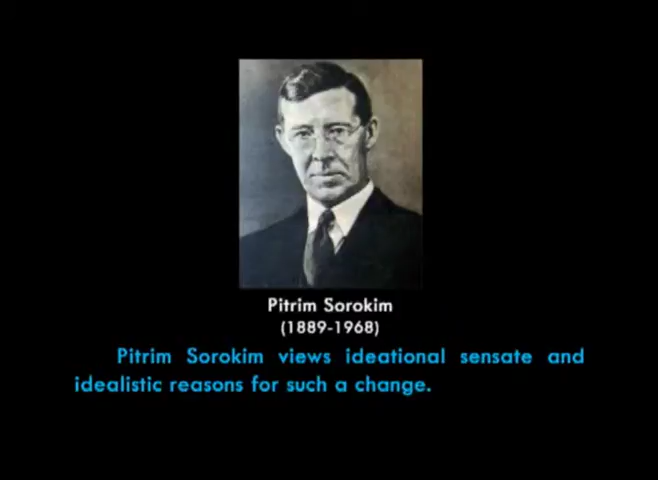 Pitrim Sorokim
(1889-1968)
Pitrim Sorokim views ideational sensate and
idealistic reasons for such a change.